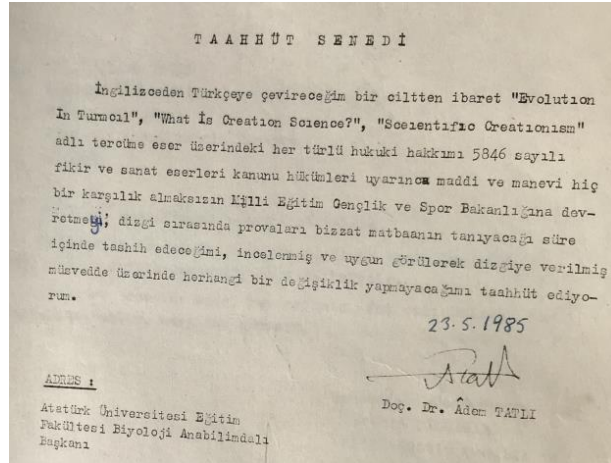 TAAHHÜT SENEDİ
İngilizceden Türkçeye çevireceğim bir ciltten ibaret "Evolution
In Turmoil", "What İs Creation Science?", "Sceientific Creationism"
adlı tercüme eser üzerindeki her türlü hukuki hakkımı 5846 sayılı
fikir ve sanat eserleri kanunu hükümleri uyarınca maddi ve manevi hiç
bir karşılık almaksızın Milli Eğitim Gençlik ve Spor Bakanlığına dev-
retmeyi, dizgi sırasında provaları bizzat matbaanın tanıyacağı süre
içinde tashih edeceğimi, incelenmiş ve uygun görülerek dizgiye verilmiş
müsvedde üzerinde herhangi bir değişiklik yapmayacağımı taahhüt ediyo-
rum.
23.5.1985
Doç. Dr. Âdem TATLI
ADRES :
Atatürk Üniversitesi Eğitim
Fakültesi Biyoloji Anabilimdalı
Başkanı